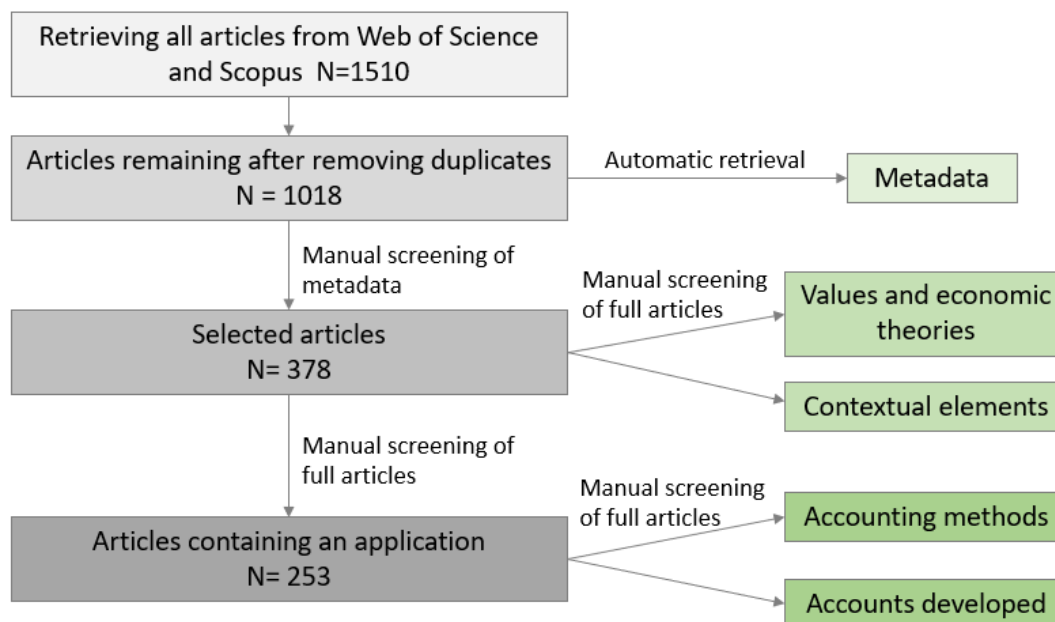 Retrieving all articles from Web of Science
and Scopus N=1510
Articles remaining after removing duplicates
N = 1018
Automatic retrieval
Metadata
Manual screening of
metadata
Selected articles
N= 378
Manual screening
of full articles
Values and economic
theories
Contextual elements
Manual screening of
full articles
Articles containing an application
N= 253
Manual screening
of full articles
Accounting methods
Accounts developed